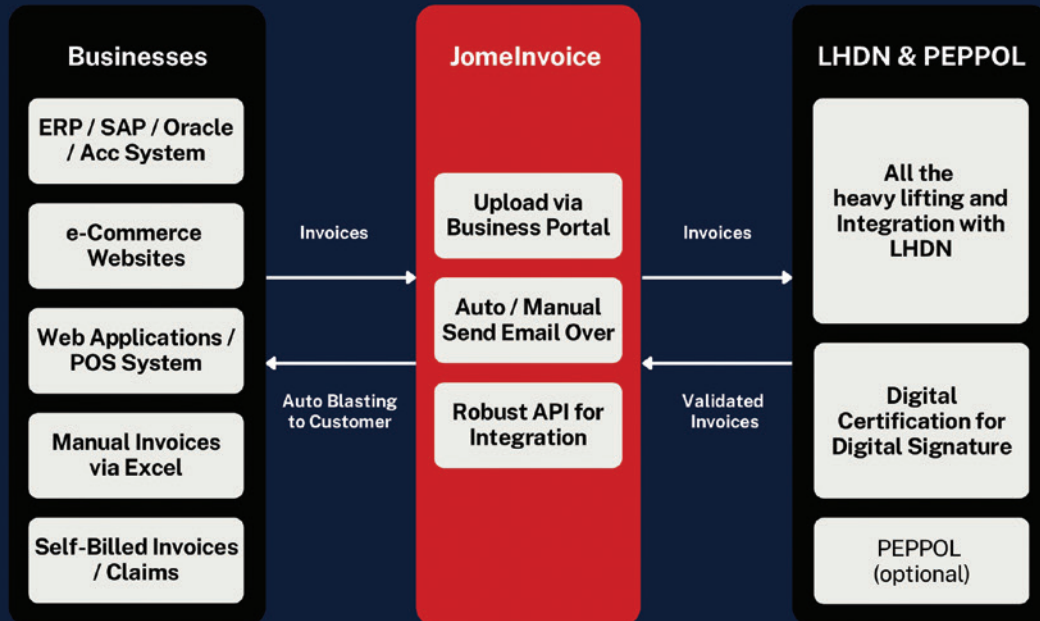 Businesses
ERP / SAP / Oracle
/ Acc System
e-Commerce
Websites
Web Applications /
POS System
Manual Invoices
via Excel
Self-Billed Invoices
/ Claims
Invoices
Auto Blasting
to Customer
JomeInvoice
Upload via
Business Portal
Auto / Manual
Send Email Over
Robust API for
Integration
Invoices
Validated
Invoices
LHDN & PEPPOL
All the
heavy lifting and
Integration with
LHDN
Digital
Certification for
Digital Signature
PEPPOL
(optional)